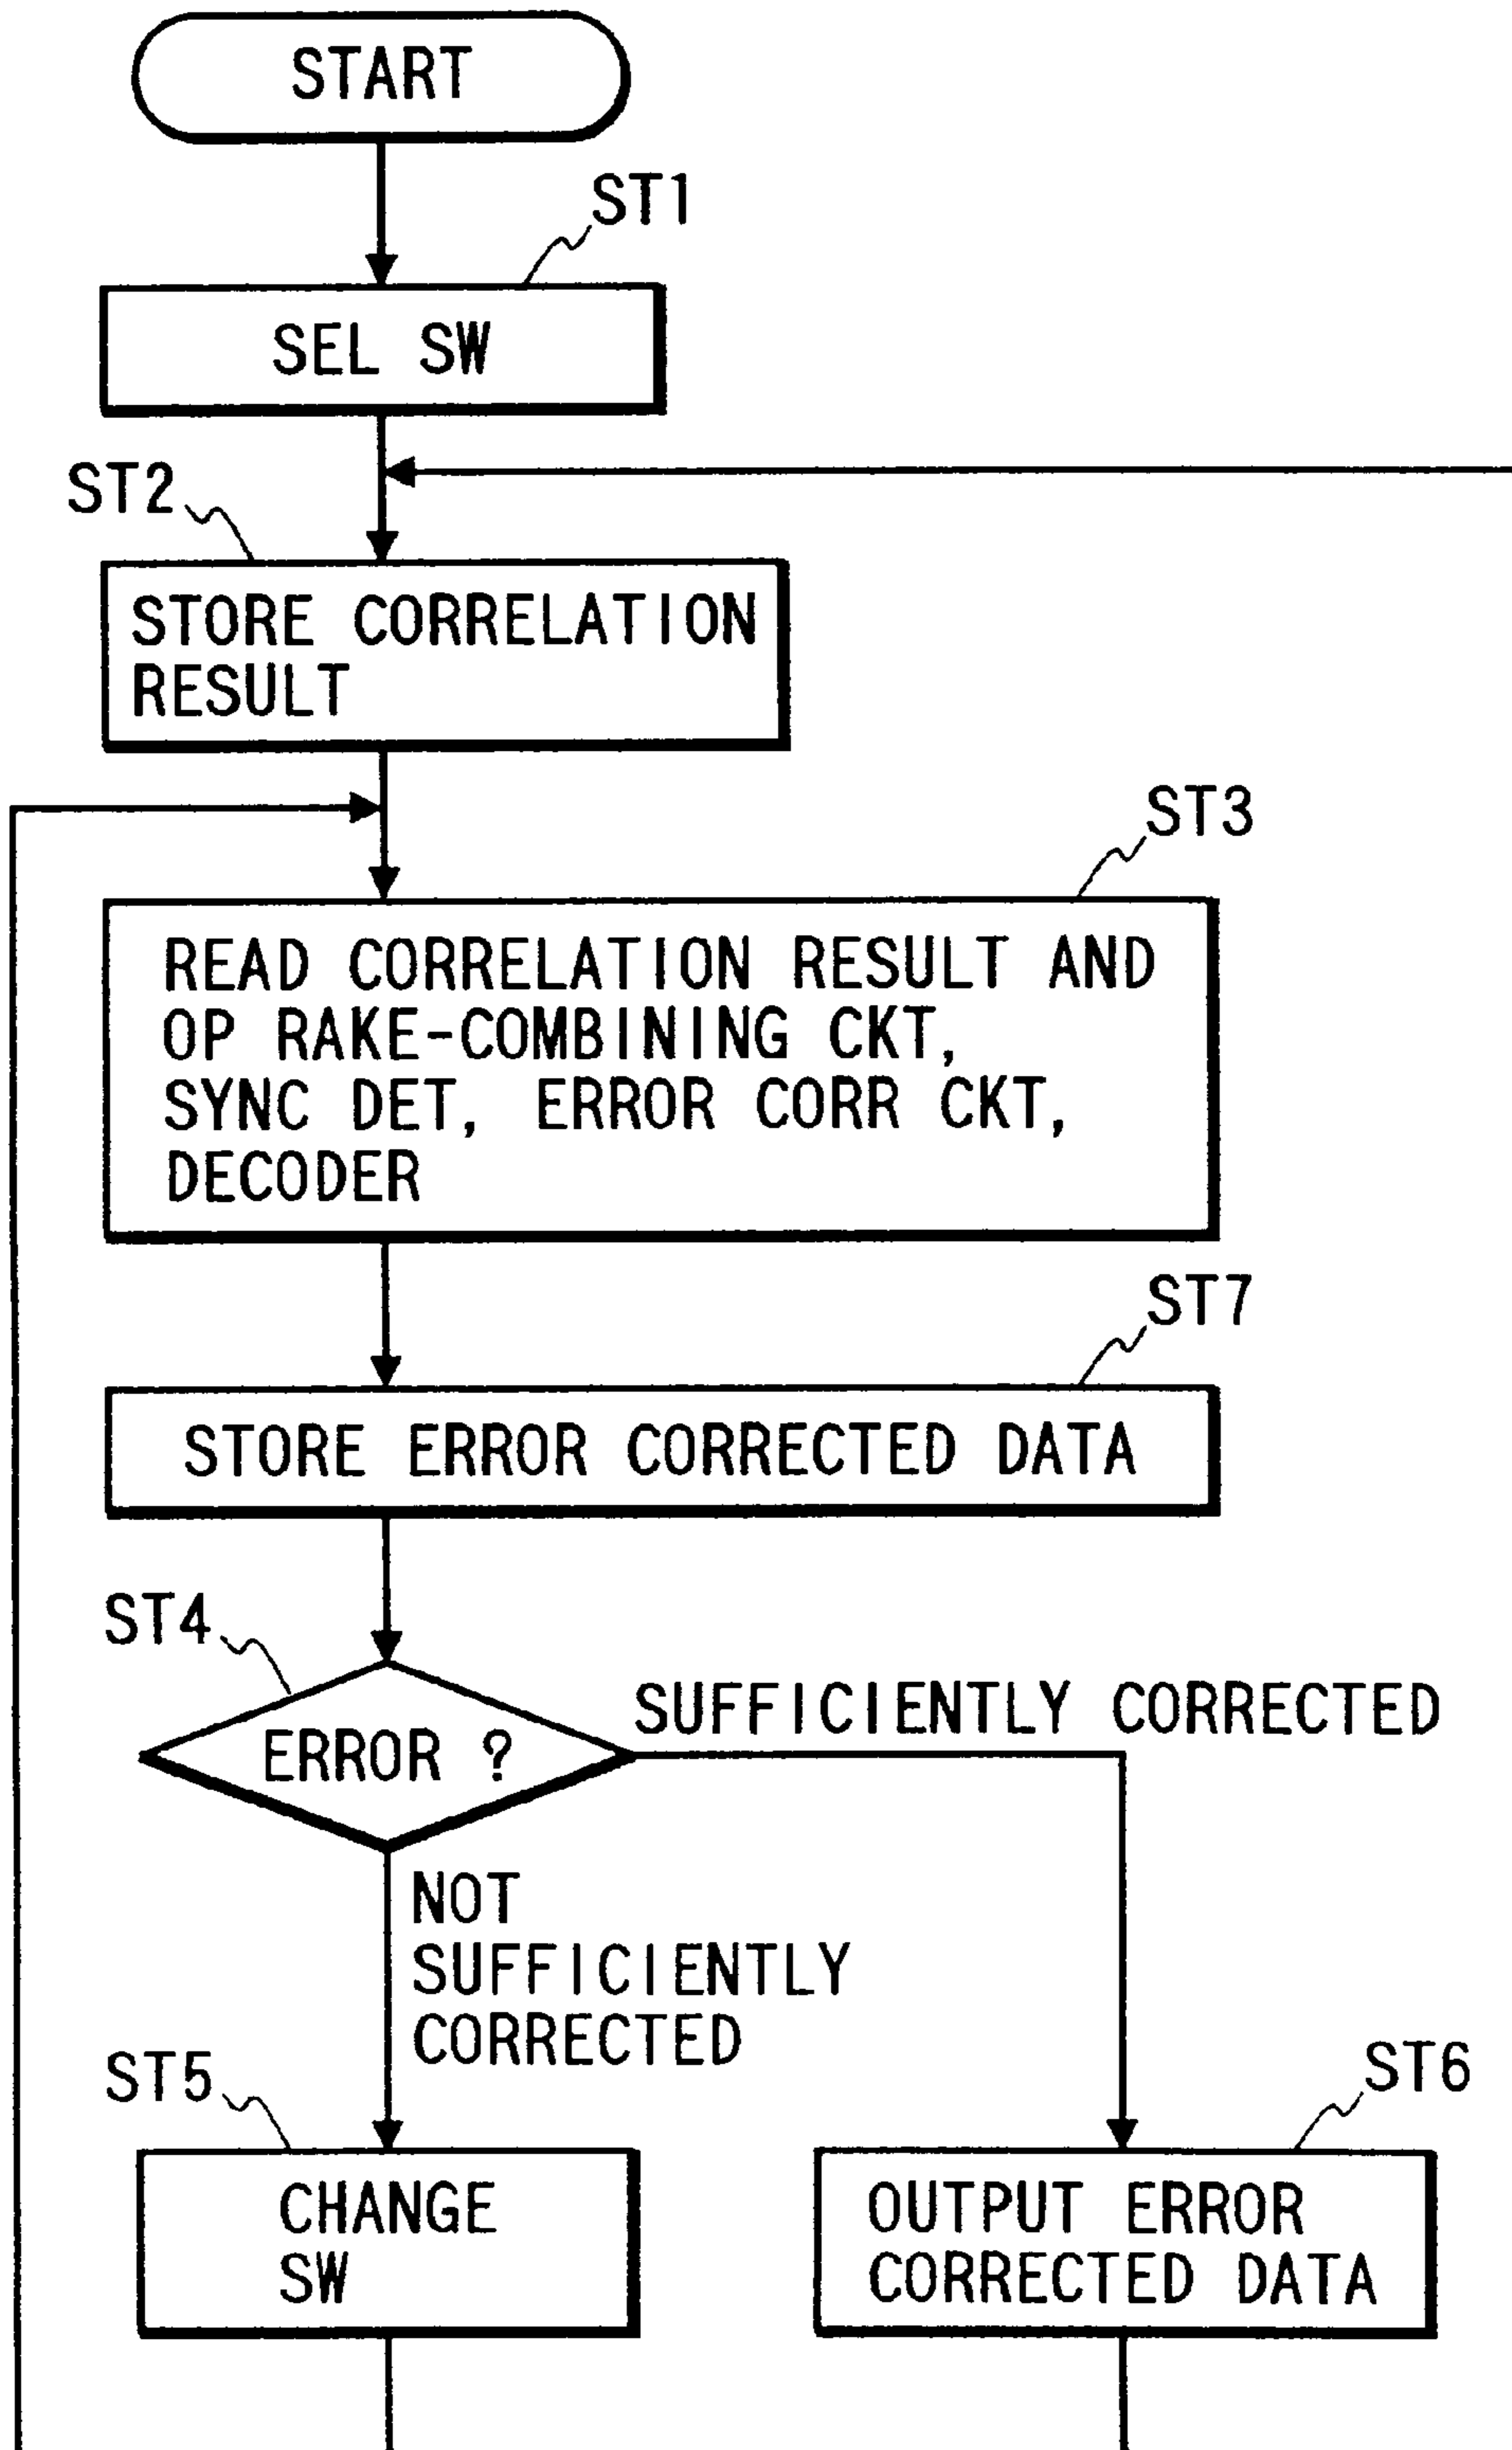 START
ST1
SEL SW
ST2
STORE CORRELATION
RESULT
ST3
READ CORRELATION RESULT AND
OP RAKE-COMBINING CKT,
SYNC DET, ERROR CORR CKT,
DECODER
ST7
STORE ERROR CORRECTED DATA
ST4
ERROR ?
SUFFICIENTLY CORRECTED
NOT
SUFFICIENTLY
CORRECTED
ST5
CHANGE
SW
ST6
OUTPUT ERROR
CORRECTED DATA